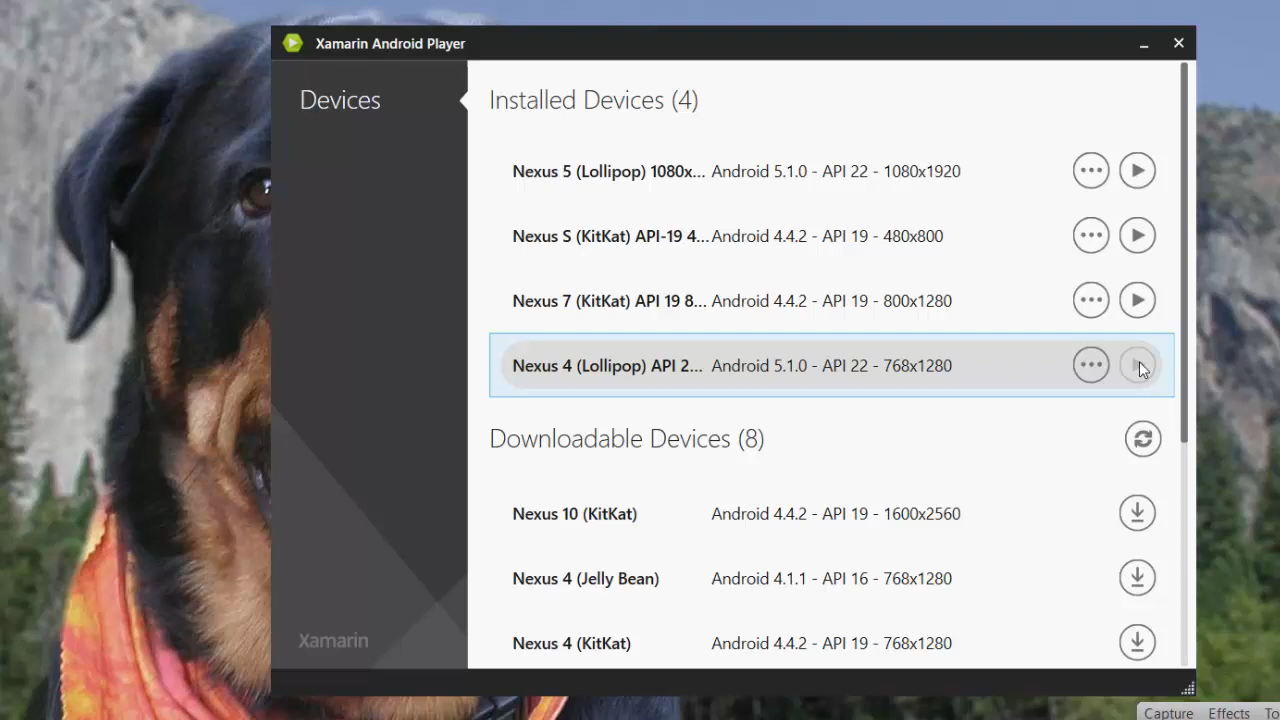 Xamarin Android Player
Devices
Installed Devices (4)
Nexus 5 (Lollipop) 1080x... Android 5.1.0 - API 22 - 1080x1920
Nexus S (KitKat) API-19 4... Android 4.4.2 - API 19 - 480x800
Nexus 7 (KitKat) API 19 8... Android 4.4.2 - API 19 - 800x1280
Nexus 4 (Lollipop) API 2... Android 5.1.0 - API 22 - 768x1280
Downloadable Devices (8)
Nexus 10 (KitKat) Android 4.4.2 - API 19 - 1600x2560
Nexus 4 (Jelly Bean) Android 4.1.1 - API 16 - 768x1280
Nexus 4 (KitKat) Android 4.4.2 - API 19 - 768x1280
Xamarin
Capture Effects To